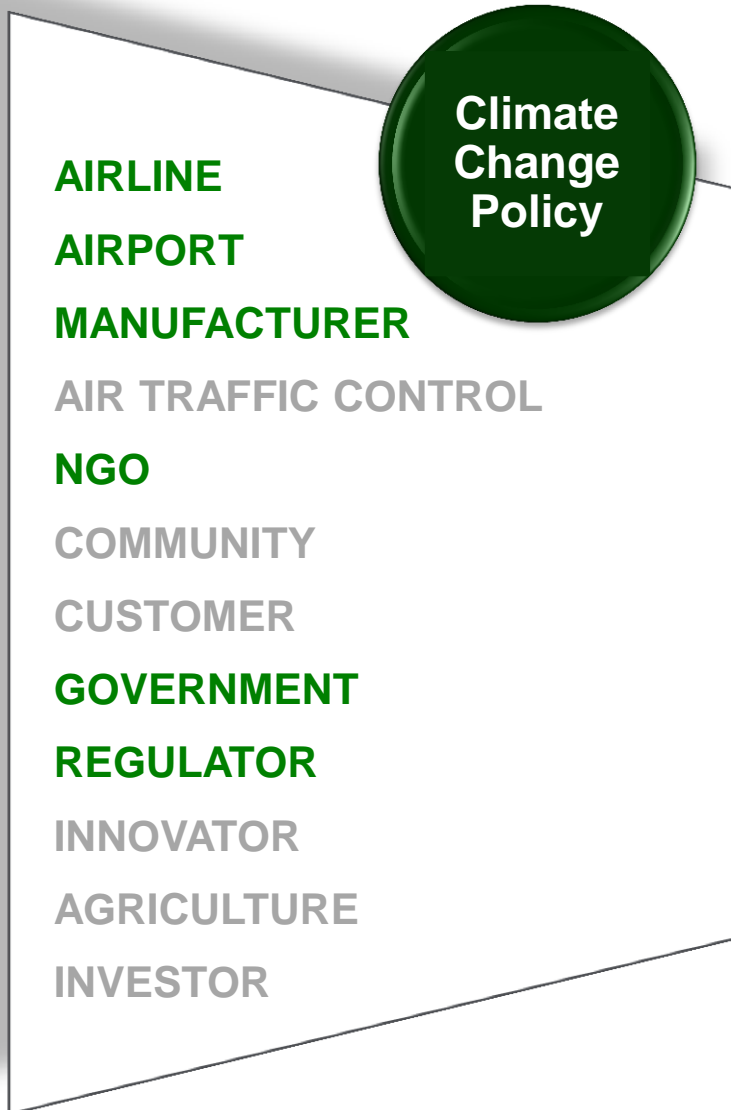 Climate
Change
Policy
AIRLINE
AIRPORT
MANUFACTURER
AIR TRAFFIC CONTROL
NGO
COMMUNITY
CUSTOMER
GOVERNMENT
REGULATOR
INNOVATOR
AGRICULTURE
INVESTOR